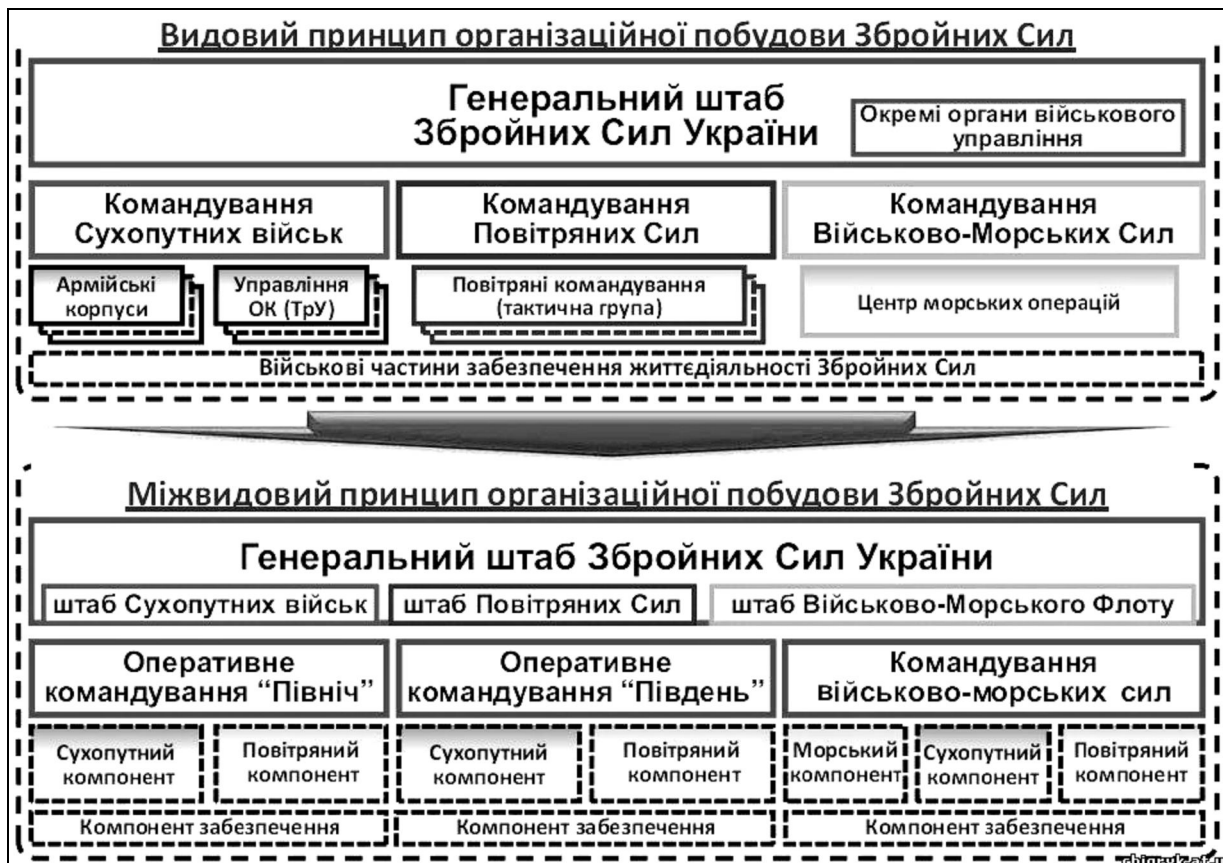 Видовий принцип організаційної побудови Збройних Сил
Генеральний штаб
Збройних Сил України
Окремі органи військового
управління
Командування
Сухопутних військ
Командування
Повітряних Сил
Командування
Військово-Морських Сил
Армійські
корпуси
Управління
ОК (ТрУ)
Повітряні командування
(тактична група)
Центр морських операцій
Військові частини забезпечення життєдіяльності Збройних Сил
Міжвидовий принцип організаційної побудови Збройних Сил
Генеральний штаб Збройних Сил України
штаб Сухопутних військ
штаб Повітряних Сил
штаб Військово-Морського Флоту
Оперативне
командування “Північ”
Оперативне
командування “Південь”
Командування
військово-морських сил
Сухопутний
компонент
Повітряний
компонент
Сухопутний
компонент
Повітряний
компонент
Морський
компонент
Сухопутний
компонент
Повітряний
компонент
Компонент забезпечення
Компонент забезпечення
Компонент забезпечення